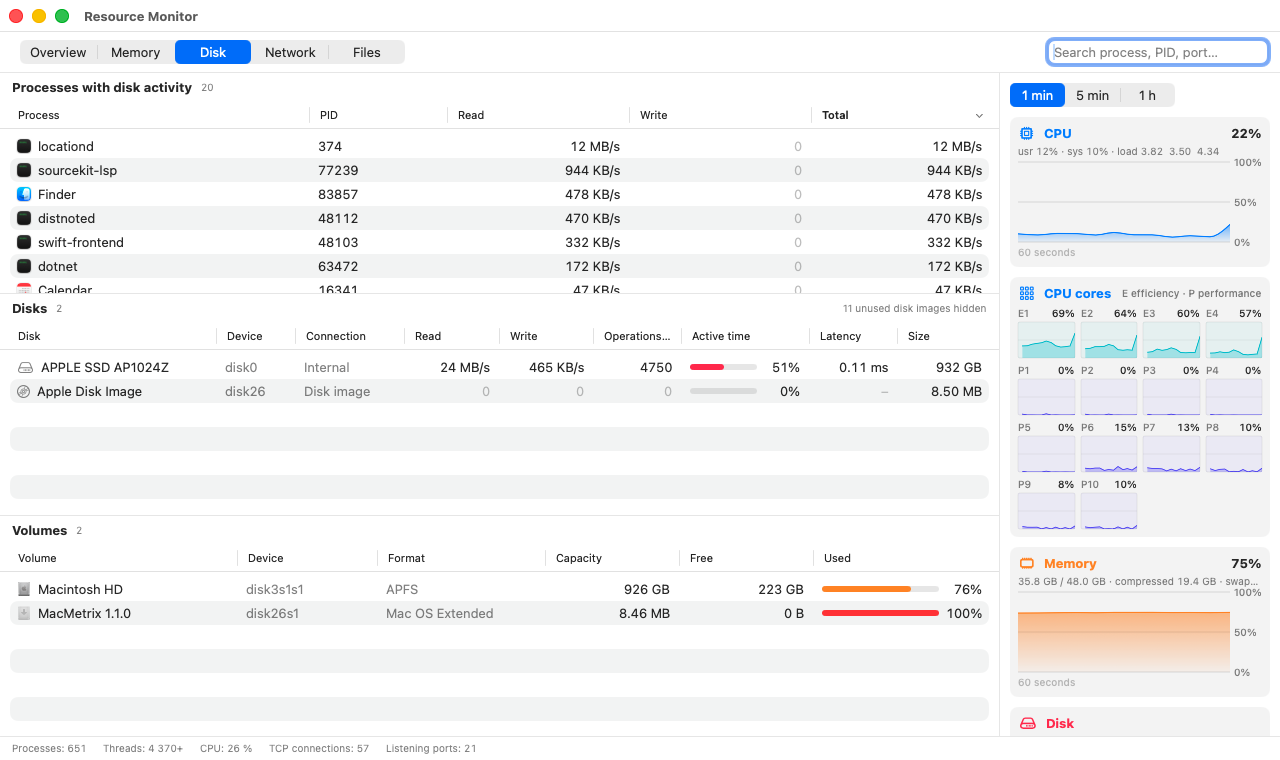 Resource Monitor
Overview Memory Disk Network Files
Search process, PID, port…
Processes with disk activity 20
Process PID Read Write Total
locationd 374 12 MB/s 0 12 MB/s
sourcekit-lsp 77239 944 KB/s 0 944 KB/s
Finder 83857 478 KB/s 0 478 KB/s
distnoted 48112 470 KB/s 0 470 KB/s
swift-frontend 48103 332 KB/s 0 332 KB/s
dotnet 63472 172 KB/s 0 172 KB/s
Calendar 16341 47 KB/s 0 47 KB/s
Disks 2 11 unused disk images hidden
Disk Device Connection Read Write Operations... Active time Latency Size
APPLE SSD AP1024Z disk0 Internal 24 MB/s 465 KB/s 4750 51% 0.11 ms 932 GB
Apple Disk Image disk26 Disk image 0 0 0 0% – 8.50 MB
Volumes 2
Volume Device Format Capacity Free Used
Macintosh HD disk3s1s1 APFS 926 GB 223 GB 76%
MacMetrix 1.1.0 disk26s1 Mac OS Extended 8.46 MB 0 B 100%
1 min 5 min 1 h
CPU 22%
usr 12% · sys 10% · load 3.82 3.50 4.34
100%
50%
0%
60 seconds
CPU cores E efficiency · P performance
E1 69% E2 64% E3 60% E4 57%
P1 0% P2 0% P3 0% P4 0%
P5 0% P6 15% P7 13% P8 10%
P9 8% P10 10%
Memory 75%
35.8 GB / 48.0 GB · compressed 19.4 GB · swap...
100%
50%
0%
60 seconds
Disk
Processes: 651 Threads: 4 370+ CPU: 26 % TCP connections: 57 Listening ports: 21